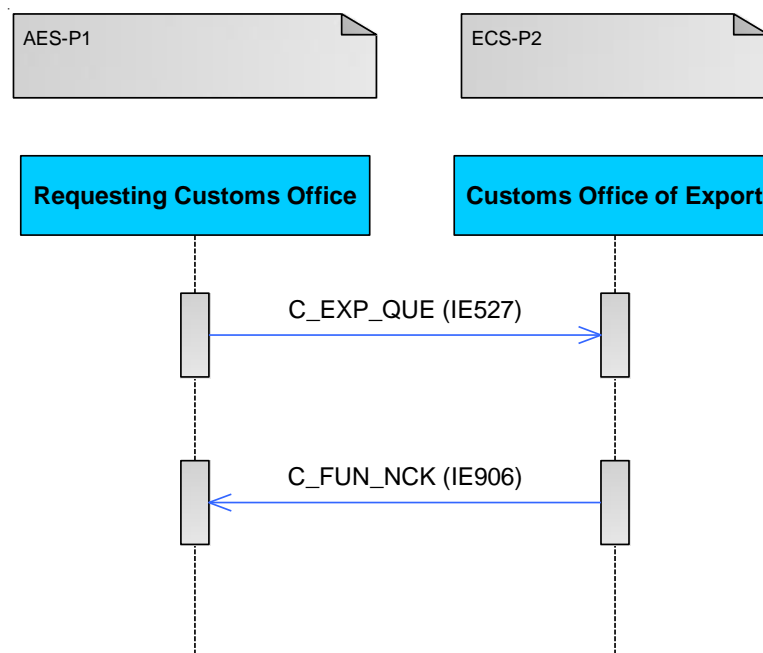 AES-P1
ECS-P2
Requesting Customs Office
Customs Office of Export
C_EXP_QUE (IE527)
C_FUN_NCK (IE906)